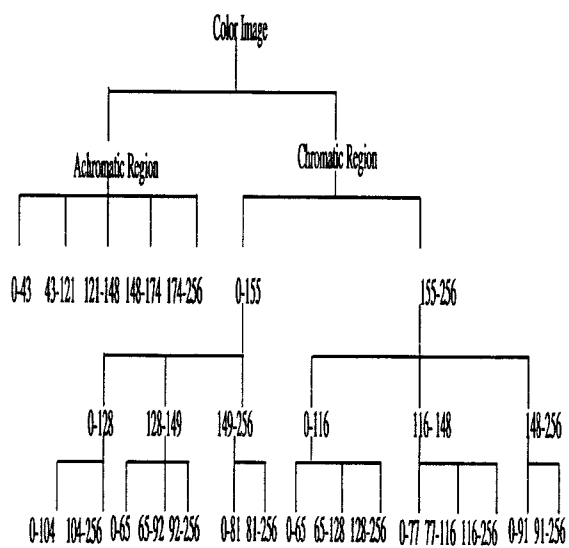 Color Image
Achromatic Region Chromatic Region
0-43 43-121 121-148 148-174 174-256 0-155 155-256
0-128 128-149 149-256 0-116 116-148 148-256
0-104 104-256 0-65 65-92 92-256 0-81 81-256 0-65 65-128 128-256 0-77 77-116 116-256 0-91 91-256